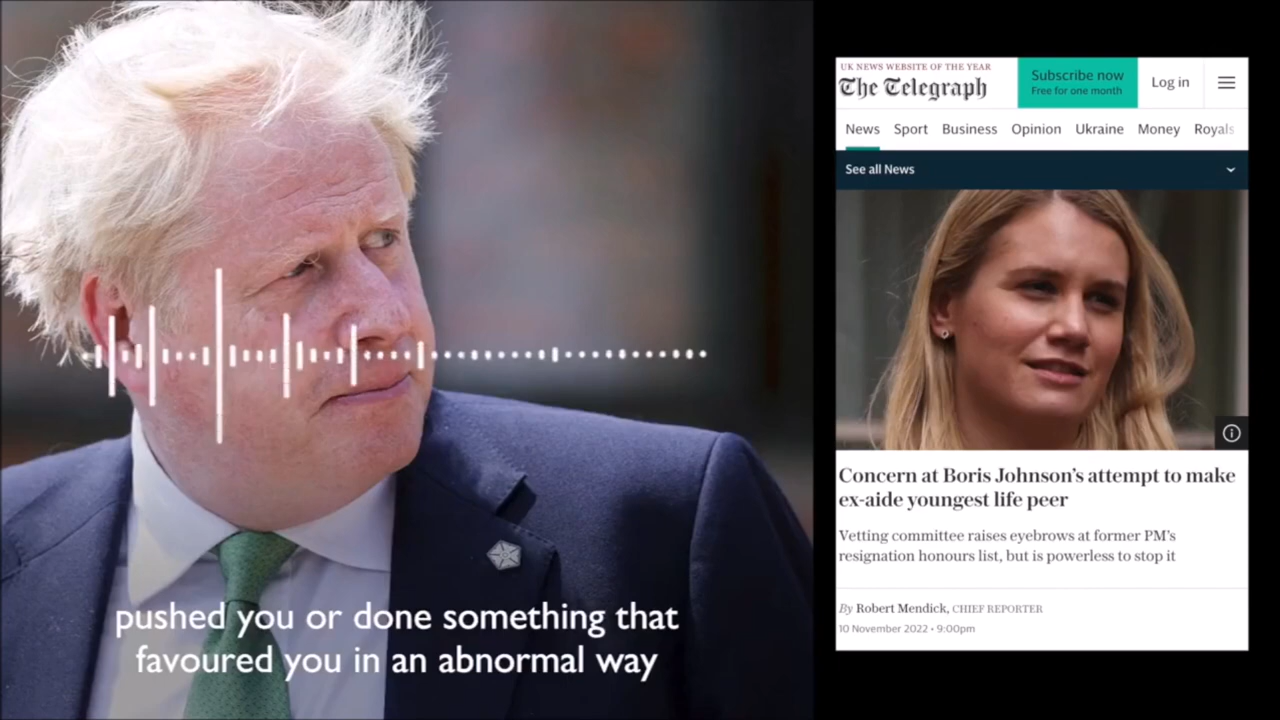 pushed you or done something that
favoured you in an abnormal way
UK NEWS WEBSITE OF THE YEAR
The Telegraph
Subscribe now
Free for one month
Log in
News Sport Business Opinion Ukraine Money Royals
See all News
Concern at Boris Johnson's attempt to make
ex-aide youngest life peer
Vetting committee raises eyebrows at former PM's
resignation honours list, but is powerless to stop it
By Robert Mendick, CHIEF REPORTER
10 November 2022 • 9:00pm